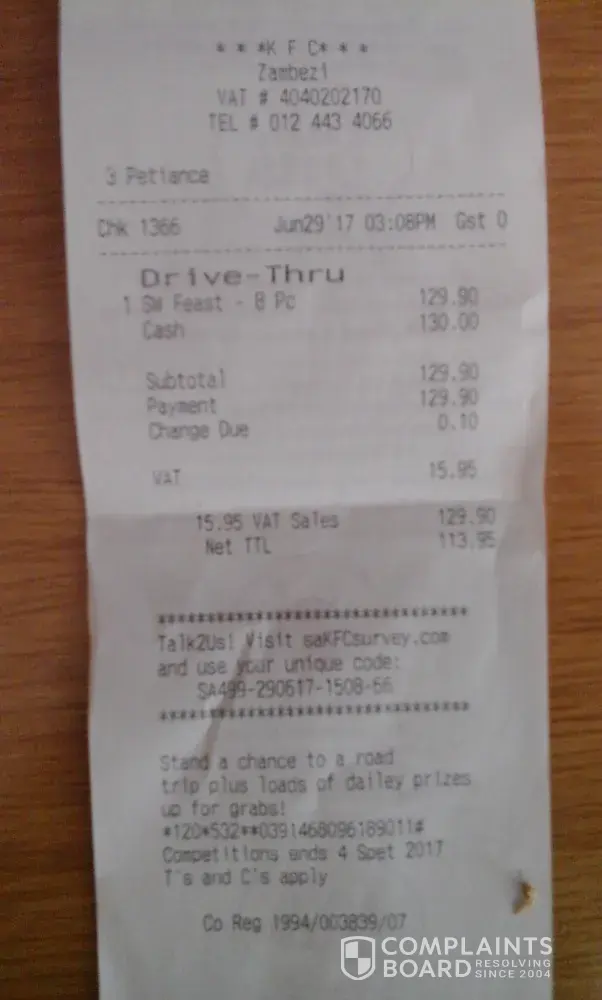 * * *K F C* * *
Zambezi
VAT # 4040202170
TEL # 012 443 4066
3 Petiance
Chk 1366 Jun29'17 03:08PM Gst 0
Drive-Thru
1 SW Feast - 8 Pc 129.90
Cash 130.00
Subtotal 129.90
Payment 129.90
Change Due 0.10
VAT 15.95
15.95 VAT Sales 129.90
Net TTL 113.95
Talk2Us! Visit saKFCsurvey.com
and use your unique code:
SA499-290617-1508-66
Stand a chance to a road
trip plus loads of dailey prizes
up for grabs!
*120*532**0391468096189011#
Competitions ends 4 Spet 2017
T's and C's apply
Co Reg 1994/003839/07
COMPLAINTS
BOARD RESOLVING
SINCE 2004